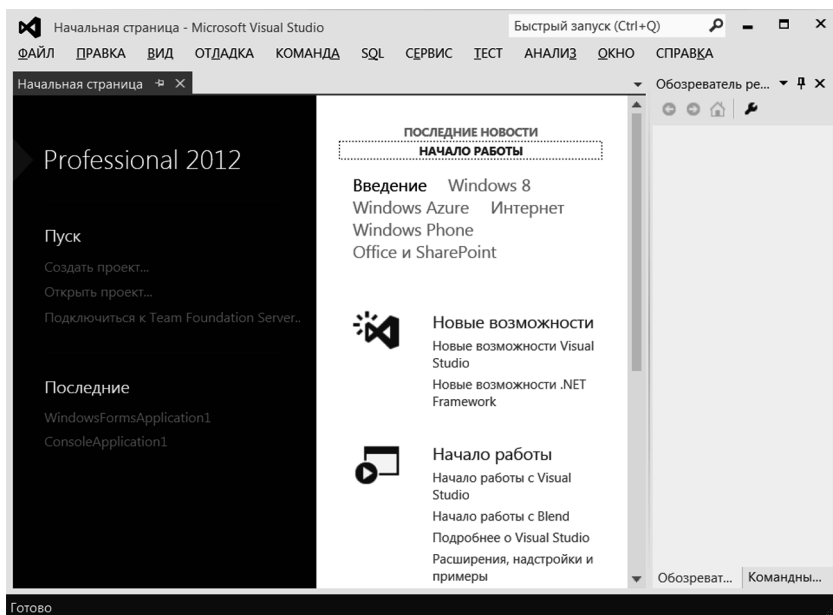 Начальная страница - Microsoft Visual Studio
Быстрый запуск (Ctrl+Q)
ФАЙЛ ПРАВКА ВИД ОТЛАДКА КОМАНДА SQL СЕРВИС ТЕСТ АНАЛИЗ ОКНО СПРАВКА
Начальная страница
Professional 2012
Пуск
Создать проект...
Открыть проект...
Подключиться к Team Foundation Server..
Последние
WindowsFormsApplication1
ConsoleApplication1
ПОСЛЕДНИЕ НОВОСТИ
НАЧАЛО РАБОТЫ
Введение Windows 8
Windows Azure Интернет
Windows Phone
Office и SharePoint
Новые возможности
Новые возможности Visual
Studio
Новые возможности .NET
Framework
Начало работы
Начало работы с Visual
Studio
Начало работы с Blend
Подробнее о Visual Studio
Расширения, надстройки и
примеры
Обозреватель ре...
Обозреват... Командны...
Готово